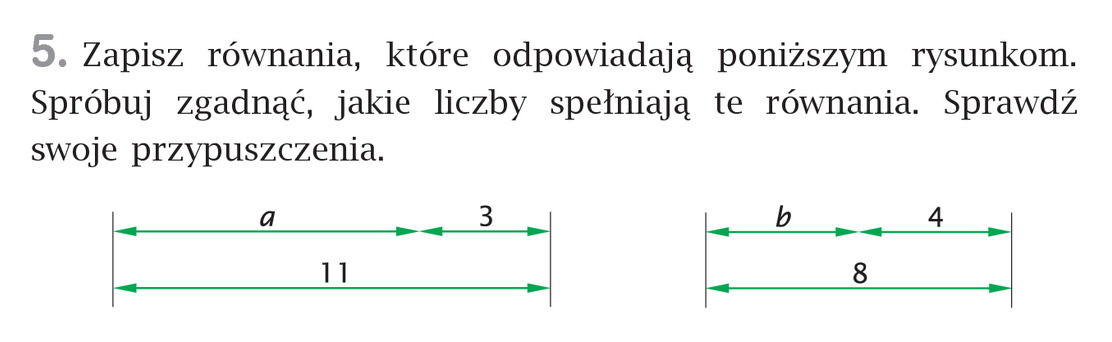 5. Zapisz równania, które odpowiadają poniższym rysunkom.
Spróbuj zgadnąć, jakie liczby spełniają te równania. Sprawdź
swoje przypuszczenia.
a 3
11
b 4
8